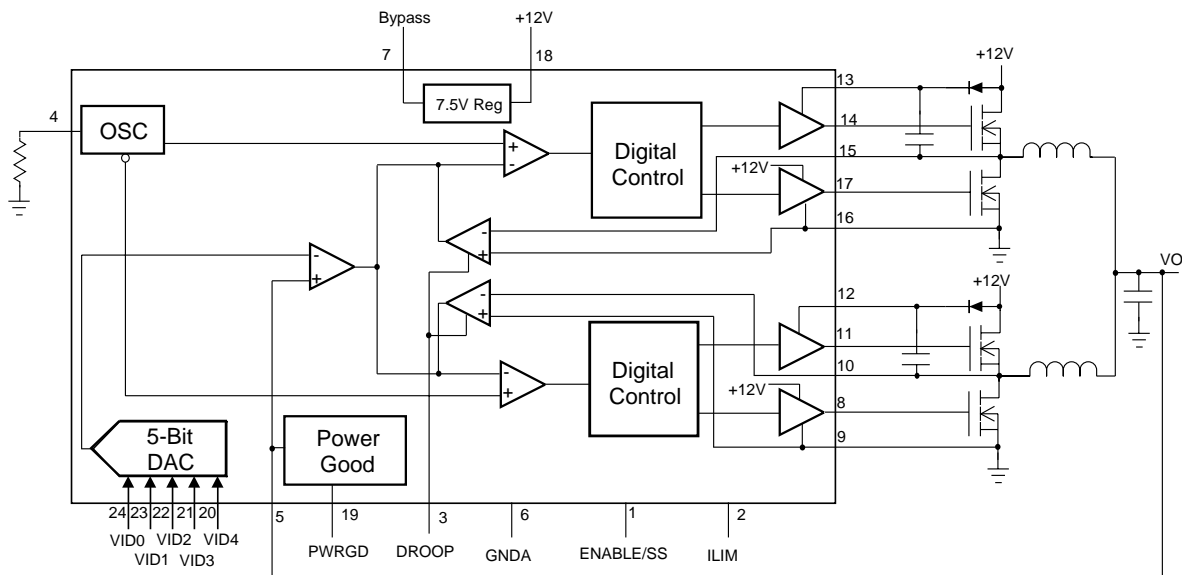 Bypass +12V
7 18
+12V
13
4
7.5V Reg
OSC
14
+
-
Digital
Control
15
+12V
17
16
-
+
-
+
VO
+12V
12
-
+
11
-
+
Digital
Control
10
+12V
8
9
5-Bit
DAC
Power
Good
24 23 22 21 20 5 19 3 6 1 2
VID0 VID2 VID4 PWRGD DROOP GNDA ENABLE/SS ILIM
VID1 VID3